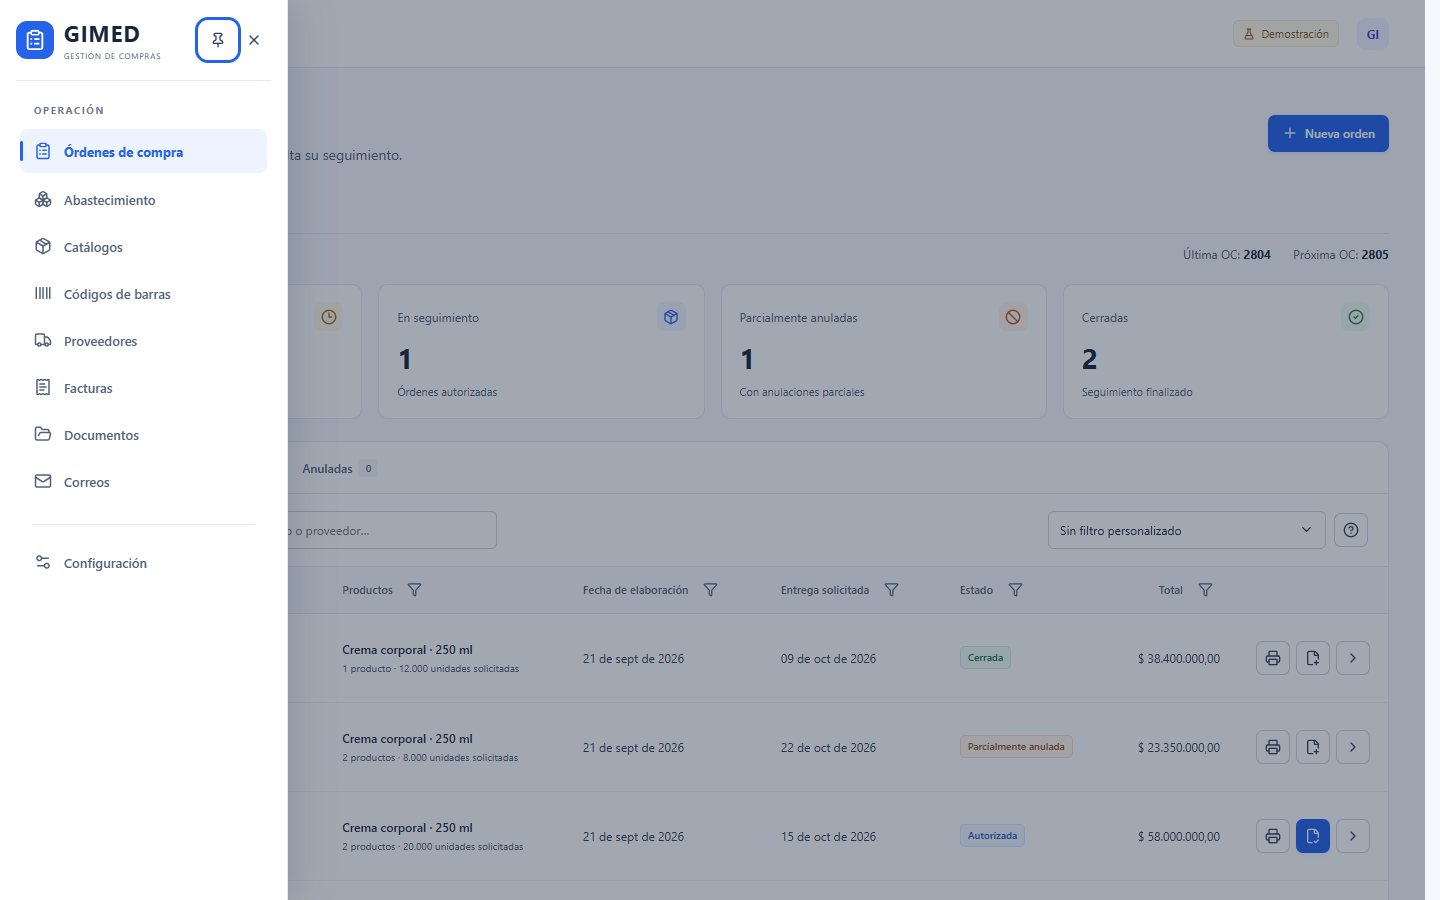 GIMED
GESTIÓN DE COMPRAS
OPERACIÓN
Órdenes de compra
Abastecimiento
Catálogos
Códigos de barras
Proveedores
Facturas
Documentos
Correos
Configuración
Demostración
GI
su seguimiento.
Nueva orden
Última OC: 2804 Próxima OC: 2805
En seguimiento
1
Órdenes autorizadas
Parcialmente anuladas
1
Con anulaciones parciales
Cerradas
2
Seguimiento finalizado
Anuladas 0
o proveedor...
Sin filtro personalizado
Productos Fecha de elaboración Entrega solicitada Estado Total
Crema corporal · 250 ml
1 producto · 12.000 unidades solicitadas
21 de sept de 2026 09 de oct de 2026 Cerrada $ 38.400.000,00
Crema corporal · 250 ml
2 productos · 8.000 unidades solicitadas
21 de sept de 2026 22 de oct de 2026 Parcialmente anulada $ 23.350.000,00
Crema corporal · 250 ml
2 productos · 20.000 unidades solicitadas
21 de sept de 2026 15 de oct de 2026 Autorizada $ 58.000.000,00